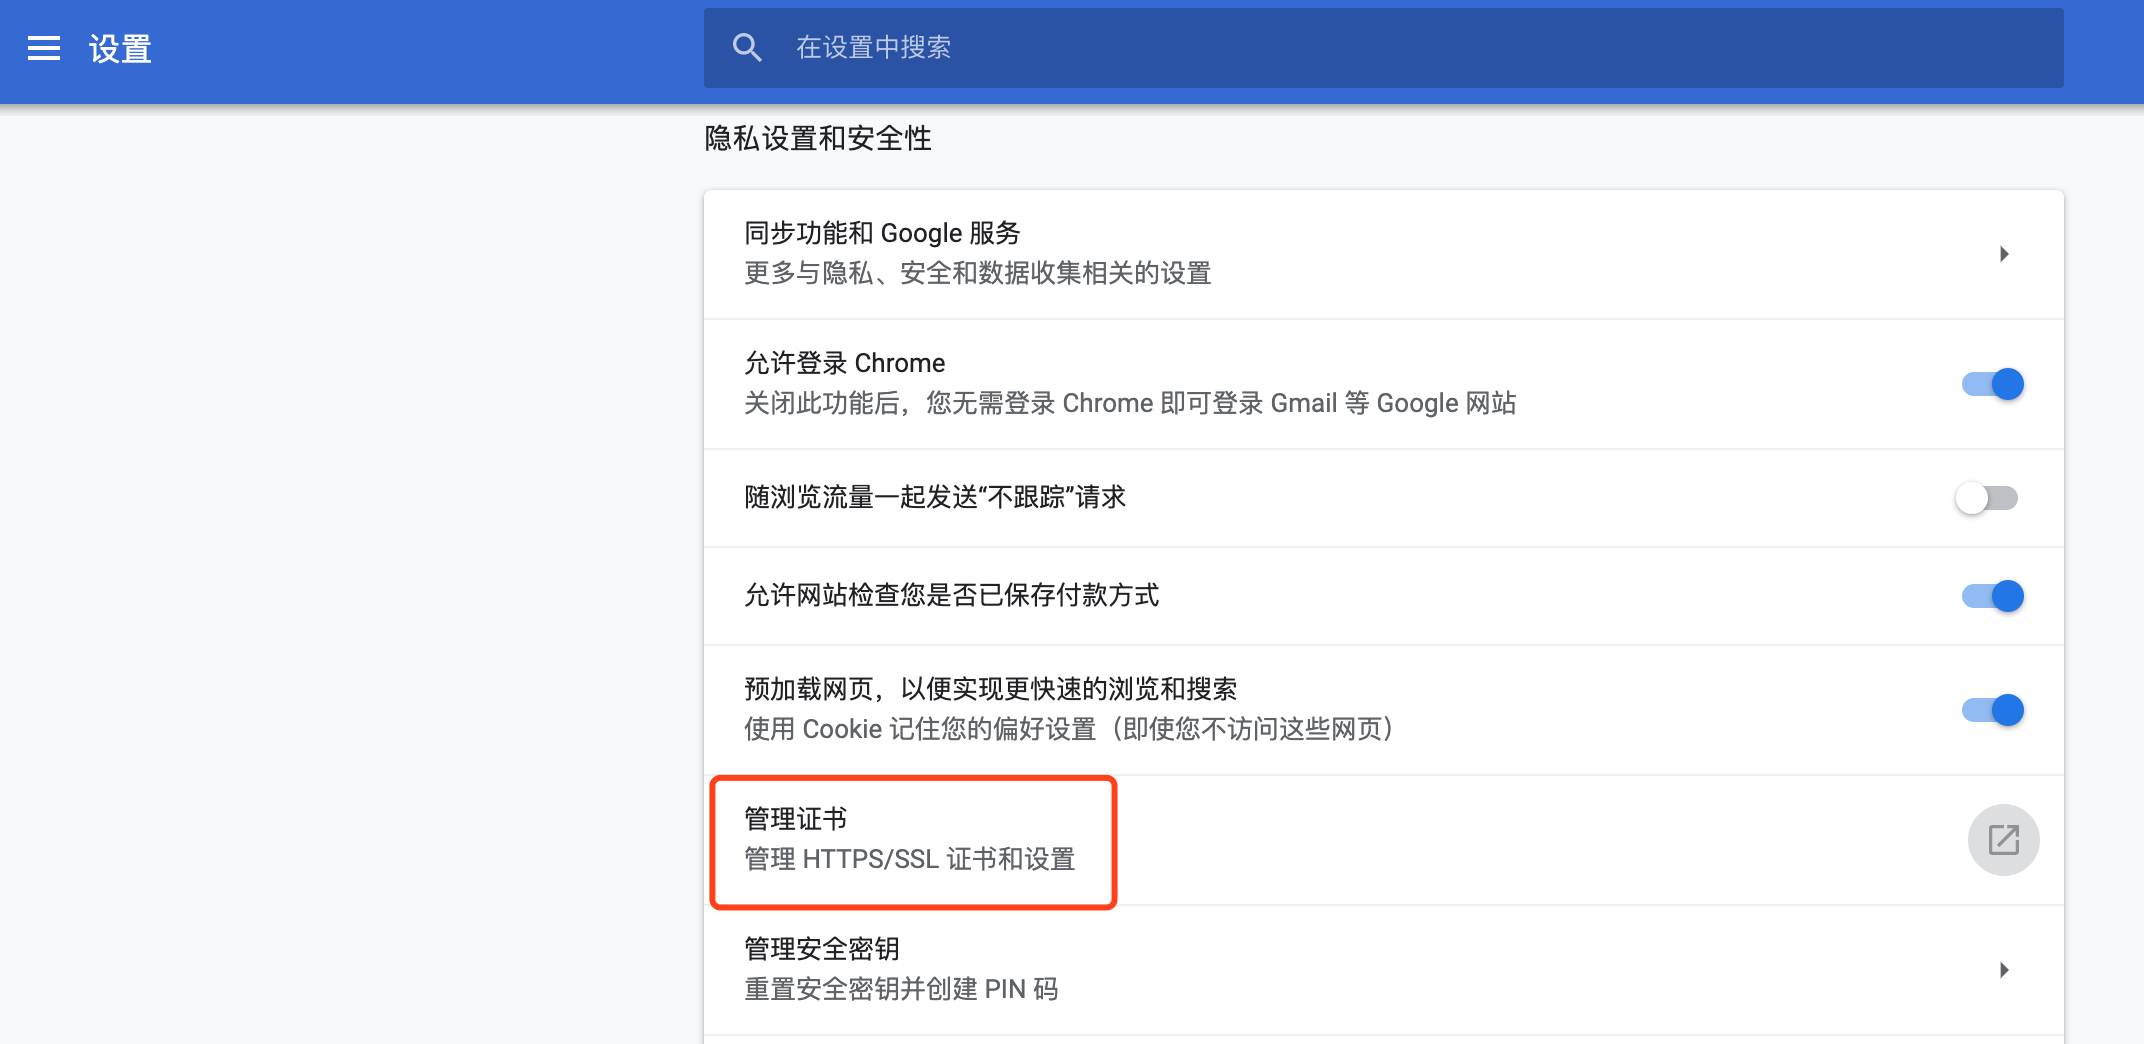 设置
在设置中搜索
隐私设置和安全性
同步功能和 Google 服务
更多与隐私、安全和数据收集相关的设置
允许登录 Chrome
关闭此功能后，您无需登录 Chrome 即可登录 Gmail 等 Google 网站
随浏览流量一起发送“不跟踪”请求
允许网站检查您是否已保存付款方式
预加载网页，以便实现更快速的浏览和搜索
使用 Cookie 记住您的偏好设置（即使您不访问这些网页）
管理证书
管理 HTTPS/SSL 证书和设置
管理安全密钥
重置安全密钥并创建 PIN 码